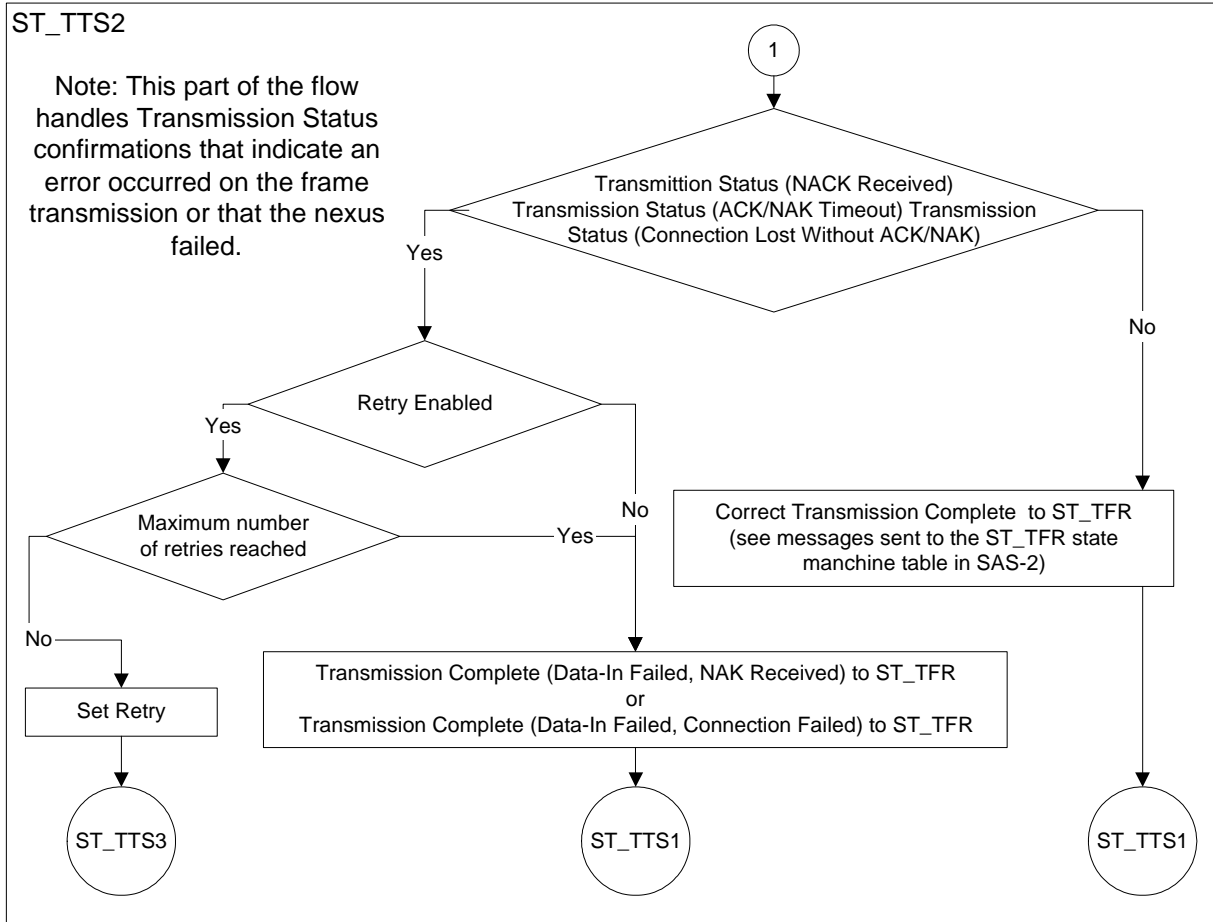 ST_TTS2
1
Note: This part of the flow
handles Transmission Status
confirmations that indicate an
error occurred on the frame
transmission or that the nexus
failed.
Transmittion Status (NACK Received)
Transmission Status (ACK/NAK Timeout) Transmission
Status (Connection Lost Without ACK/NAK)
Yes
No
Retry Enabled
Yes
No
Maximum number
of retries reached
Yes
No
Correct Transmission Complete to ST_TFR
(see messages sent to the ST_TFR state
manchine table in SAS-2)
Set Retry
Transmission Complete (Data-In Failed, NAK Received) to ST_TFR
or
Transmission Complete (Data-In Failed, Connection Failed) to ST_TFR
ST_TTS3
ST_TTS1
ST_TTS1